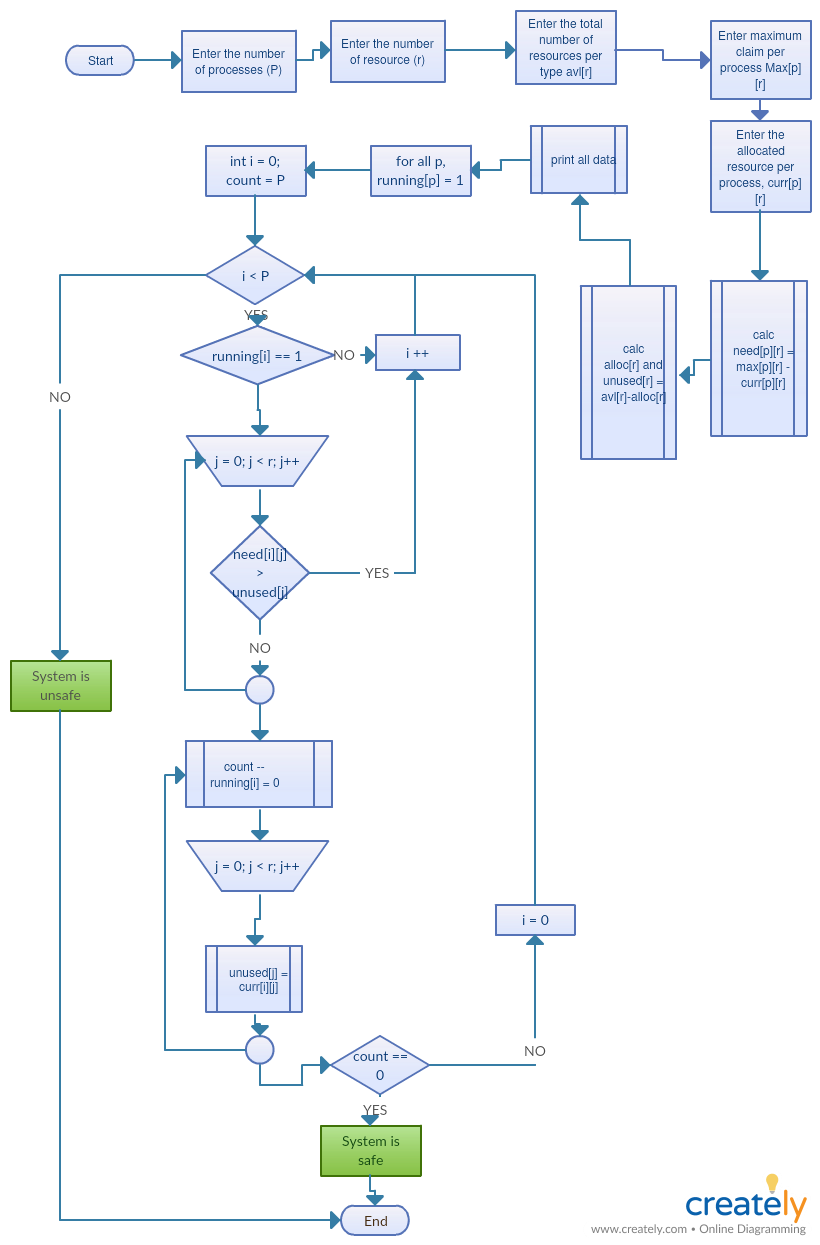 Start
Enter the number
of processes (P)
Enter the number
of resource (r)
Enter the total
number of
resources per
type avl[r]
Enter maximum
claim per
process Max[p]
[r]
Enter the
allocated
resource per
process, curr[p]
[r]
calc
need[p][r] =
max[p][r] -
curr[p][r]
calc
alloc[r] and
unused[r] =
avl[r]-alloc[r]
print all data
for all p,
running[p] = 1
int i = 0;
count = P
i < P
YES
NO
running[i] == 1
NO
i ++
j = 0; j < r; j++
need[i][j]
>
unused[j]
YES
NO
System is
unsafe
count --
running[i] = 0
j = 0; j < r; j++
unused[j] =
curr[i][j]
count ==
0
NO
i = 0
YES
System is
safe
End
creately
www.creately.com • Online Diagramming